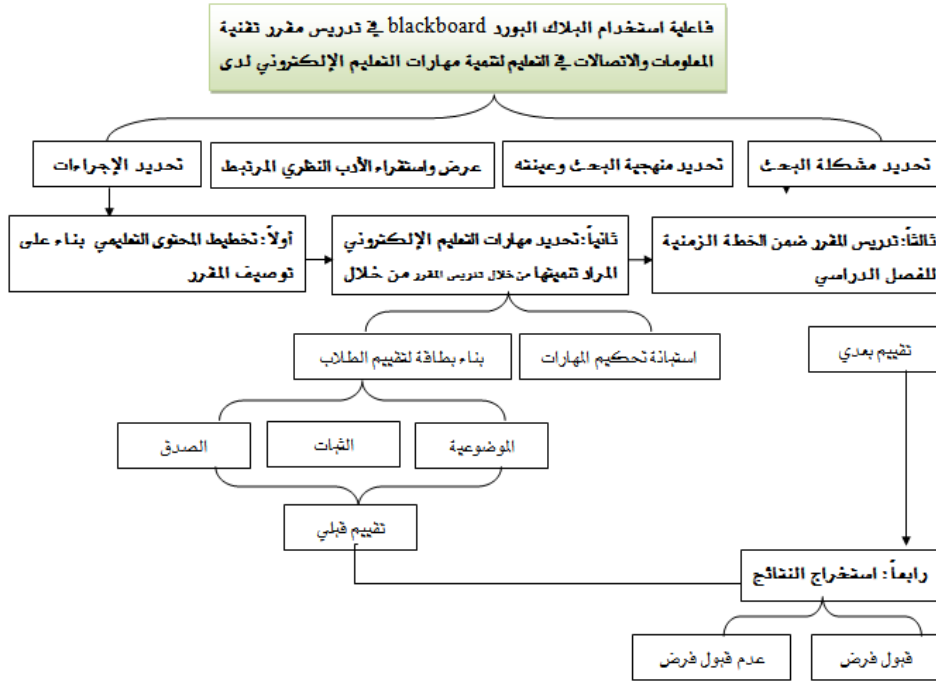 فاعلية استخدام البلاك البورد blackboard في تدريس مقرر تقنية
المعلومات والاتصالات في التعليم لتنمية مهارات التعليم الإلكتروني لدى
تحديد مشكلة البحث
تحديد منهجية البحث وعينته
عرض واستقراء الأدب النظري المرتبط
تحديد الإجراءات
أولاً: تخطيط المحتوى التعليمي بناء على
توصيف المقرر
ثانياً: تحديد مهارات التعليم الإلكتروني
المراد تنميتها من خلال تدريس المقرر من خلال
ثالثاً: تدريس المقرر ضمن الخطة الزمنية
للفصل الدراسي
استبانة تحكيم المهارات
بناء بطاقة لتقييم الطلاب
تقييم بعدي
الموضوعية
الثبات
الصدق
تقييم قبلي
رابعاً: استخراج النتائج
قبول فرض
عدم قبول فرض